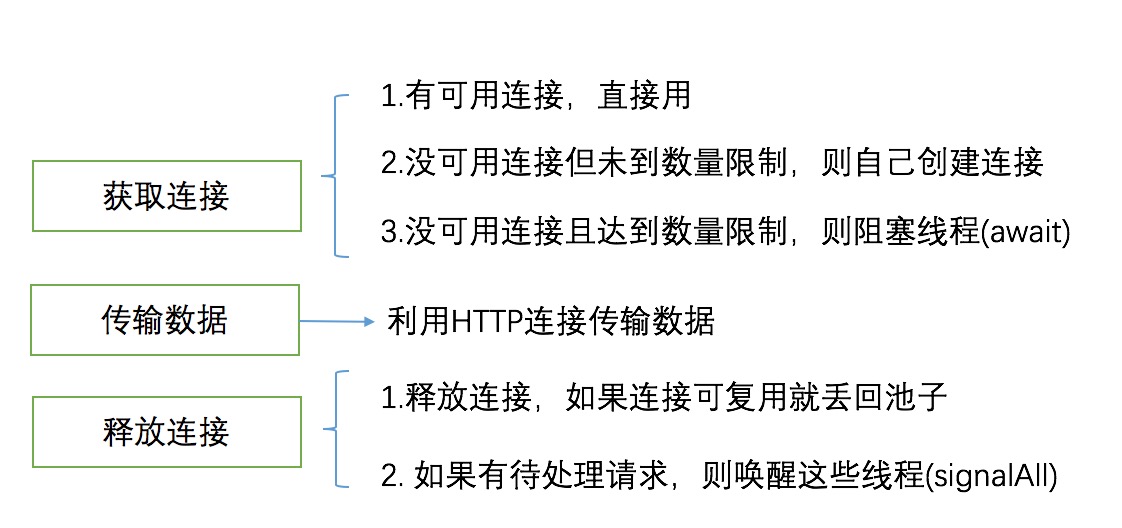 1.有可用连接，直接用
获取连接
2.没可用连接但未到数量限制，则自己创建连接
3.没可用连接且达到数量限制，则阻塞线程(await)
传输数据
利用HTTP连接传输数据
释放连接
1.释放连接，如果连接可复用就丢回池子
2. 如果有待处理请求，则唤醒这些线程(signalAll)